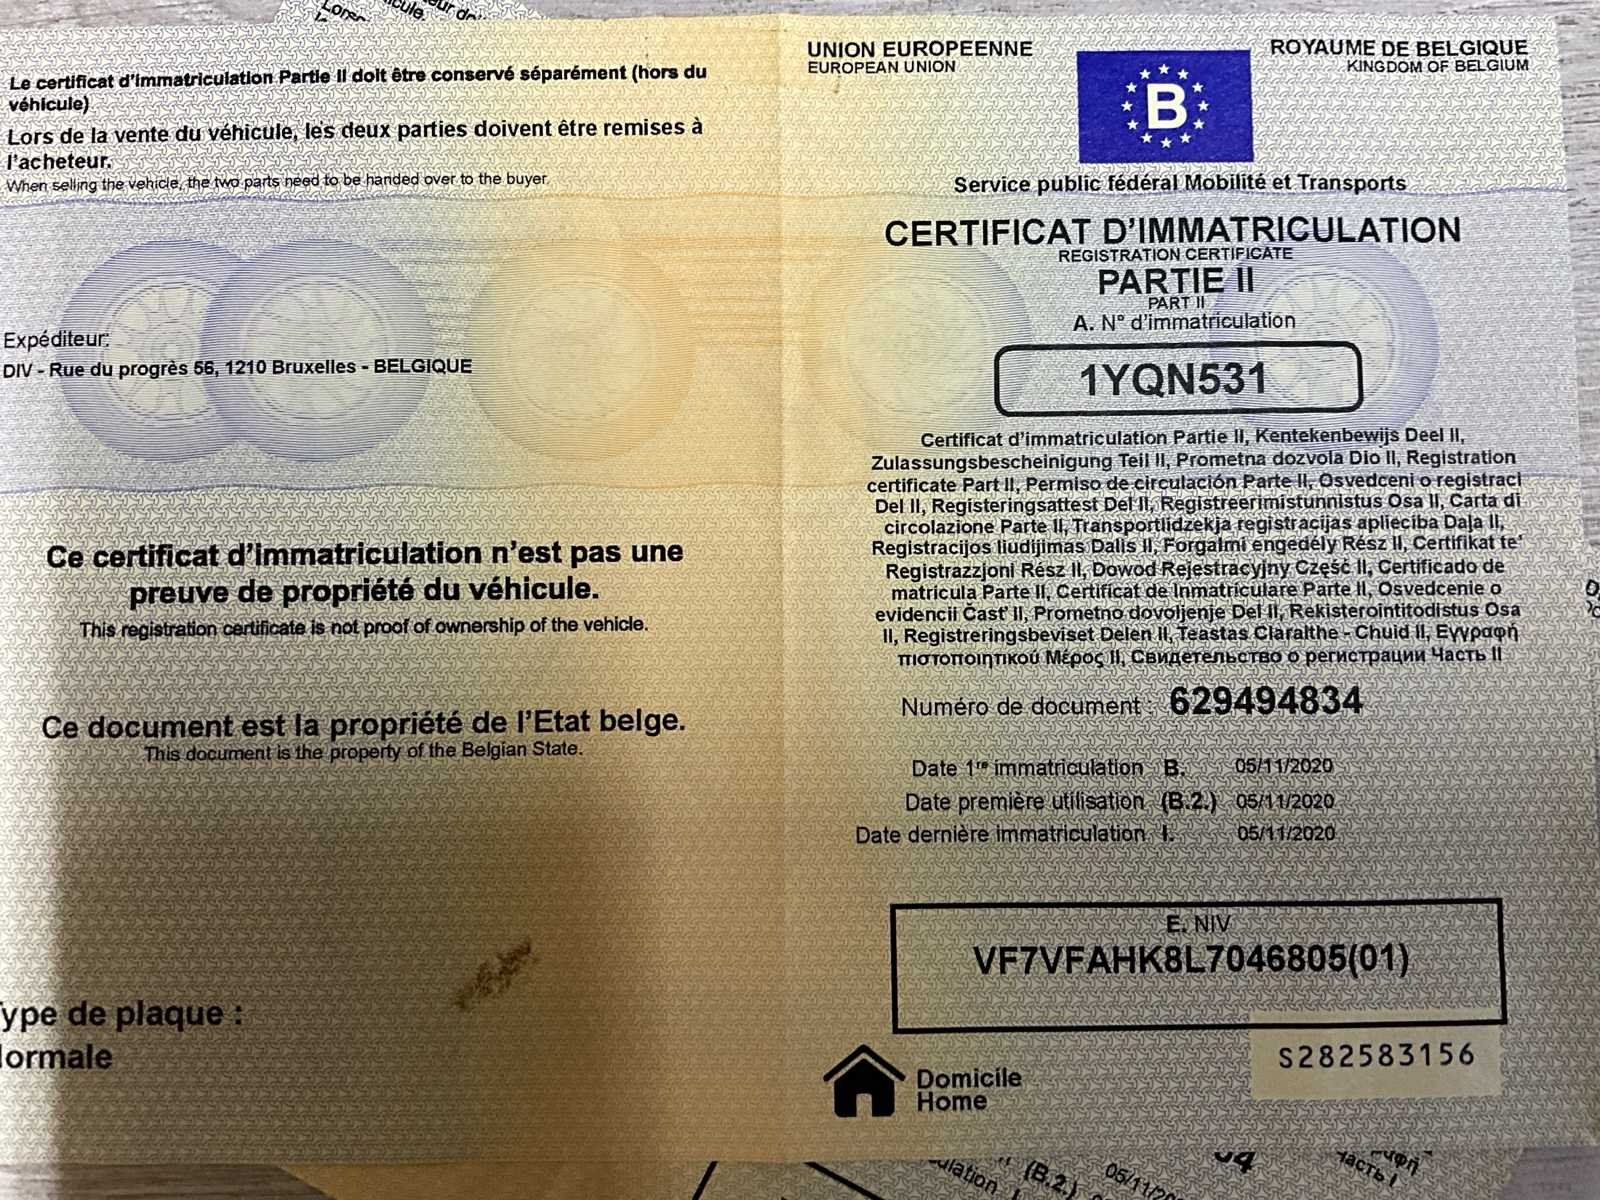 Le certificat d'immatriculation Partie II doit être conservé séparément (hors du
véhicule)
Lors de la vente du véhicule, les deux parties doivent être remises à
l'acheteur.
When selling the vehicle, the two parts need to be handed over to the buyer.
Expéditeur:
DIV - Rue du progrès 56, 1210 Bruxelles - BELGIQUE
Ce certificat d'immatriculation n'est pas une
preuve de propriété du véhicule.
This registration certificate is not proof of ownership of the vehicle.
Ce document est la propriété de l'Etat belge.
This document is the property of the Belgian State.
ype de plaque :
ormale
UNION EUROPEENNE
EUROPEAN UNION
B
ROYAUME DE BELGIQUE
KINGDOM OF BELGIUM
Service public fédéral Mobilité et Transports
CERTIFICAT D'IMMATRICULATION
REGISTRATION CERTIFICATE
PARTIE II
PART II
A. N° d'immatriculation
1YQN531
Certificat d'immatriculation Partie II, Kentekenbewijs Deel II,
Zulassungsbescheinigung Teil II, Prometna dozvola Dio II, Registration
certificate Part II, Permiso de circulación Parte II, Osvedceni o registraci
Del II, Registeringsattest Del II, Registreerimistunnistus Osa II, Carta di
circolazione Parte II, Transportlidzekja registracijas aplieciba Daļa II,
Registracijos liudijimas Dalis II, Forgalmi engedély Rész II, Certifikat te'
Registrazzjoni Rész II, Dowod Rejestracyjny Część II, Certificado de
matricula Parte II, Certificat de Inmatriculare Parte II, Osvedcenie o
evidencii Časť II, Prometno dovoljenje Del II, Rekisterointitodistus Osa
II, Registreringsbeviset Delen II, Teastas Claraithe - Chuid II, Εγγραφή
πιστοποιητικού Μέρος II, Свидетельство о регистрации Часть II
Numéro de document : 629494834
Date 1re immatriculation B. 05/11/2020
Date première utilisation (B.2.) 05/11/2020
Date dernière immatriculation I. 05/11/2020
E. NIV
VF7VFAHK8L7046805(01)
S282583156
Domicile
Home
(B.2.) 05/11/20
Часть I